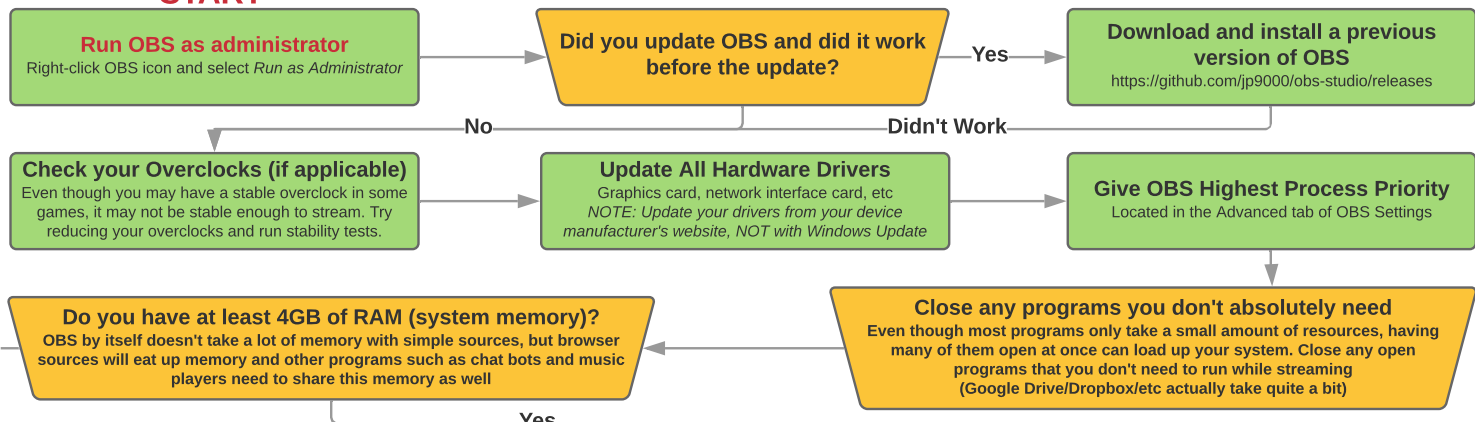 START
Run OBS as administrator
Right-click OBS icon and select Run as Administrator
Did you update OBS and did it work
before the update?
Yes
Download and install a previous
version of OBS
https://github.com/jp9000/obs-studio/releases
No
Didn't Work
Check your Overclocks (if applicable)
Even though you may have a stable overclock in some
games, it may not be stable enough to stream. Try
reducing your overclocks and run stability tests.
Update All Hardware Drivers
Graphics card, network interface card, etc
NOTE: Update your drivers from your device
manufacturer's website, NOT with Windows Update
Give OBS Highest Process Priority
Located in the Advanced tab of OBS Settings
Do you have at least 4GB of RAM (system memory)?
OBS by itself doesn't take a lot of memory with simple sources, but browser
sources will eat up memory and other programs such as chat bots and music
players need to share this memory as well
Close any programs you don't absolutely need
Even though most programs only take a small amount of resources, having
many of them open at once can load up your system. Close any open
programs that you don't need to run while streaming
(Google Drive/Dropbox/etc actually take quite a bit)
Yes